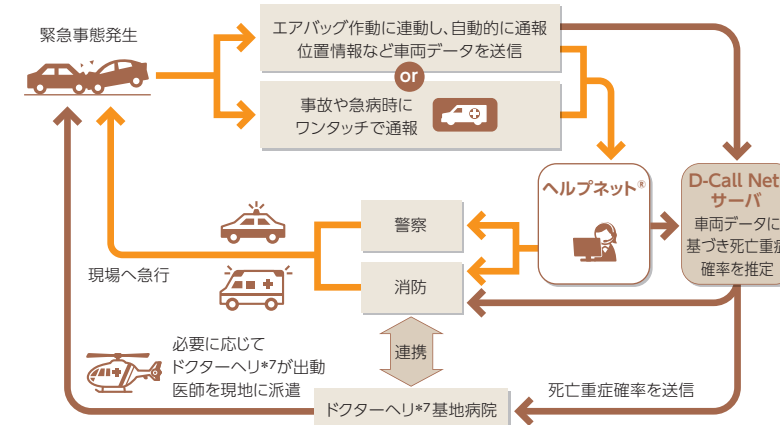 緊急事態発生
エアバッグ作動に連動し、自動的に通報
位置情報など車両データを送信
or
事故や急病時に
ワンタッチで通報
ヘルプネット®
D-Call Net
サーバ
車両データに
基づき死亡重症
確率を推定
警察
消防
現場へ急行
連携
必要に応じて
ドクターヘリ*7が出動
医師を現地に派遣
ドクターヘリ*7基地病院
死亡重症確率を送信